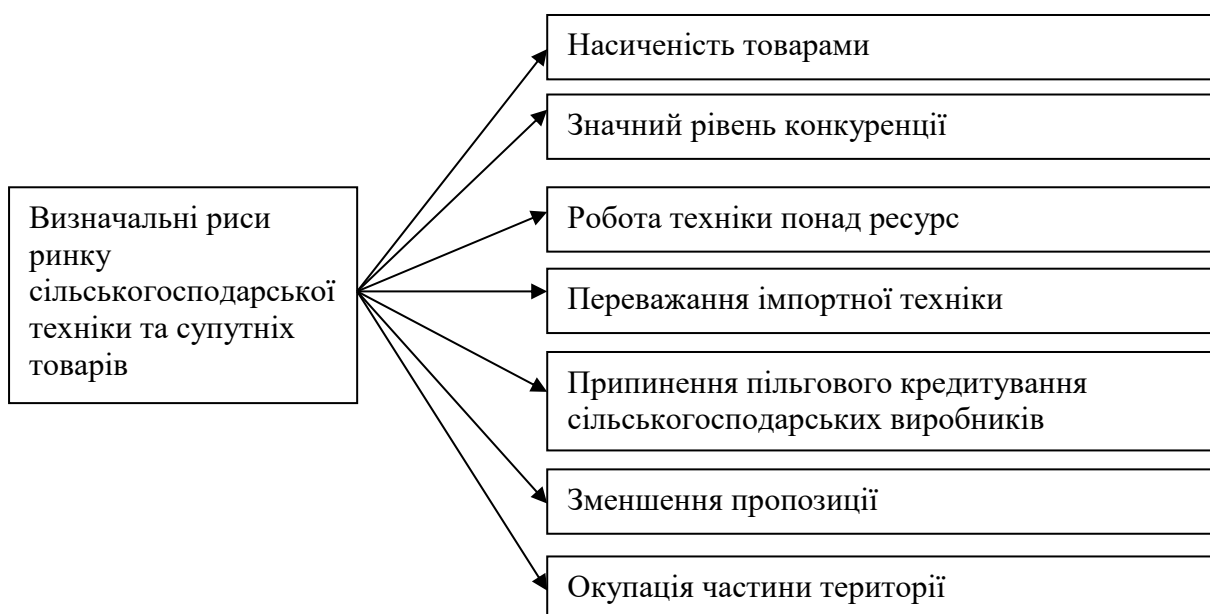 Визначальні риси
ринку
сільськогосподарської
техніки та супутніх
товарів
Насиченість товарами
Значний рівень конкуренції
Робота техніки понад ресурс
Переважання імпортної техніки
Припинення пільгового кредитування
сільськогосподарських виробників
Зменшення пропозиції
Окупація частини території